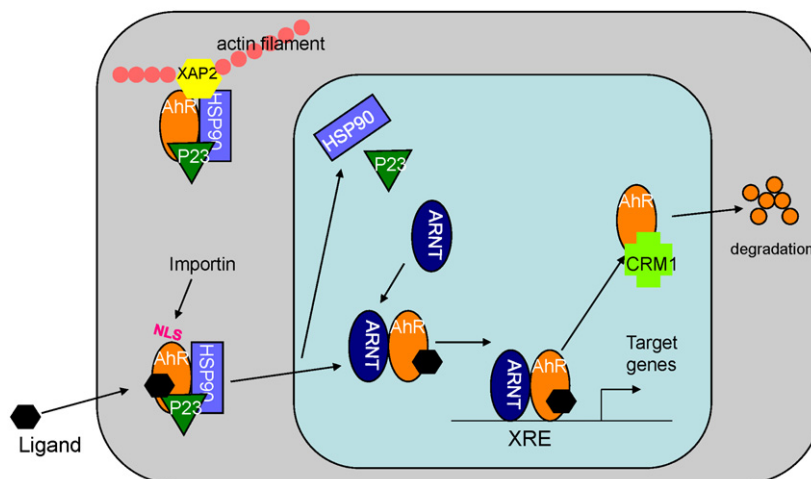 actin filament
XAP2
AhR
HSP90
P23
HSP90
P23
ARNT
AhR
CRM1
degradation
Importin
NLS
AhR
HSP90
P23
ARNT
AhR
Target
genes
ARNT
AhR
XRE
Ligand